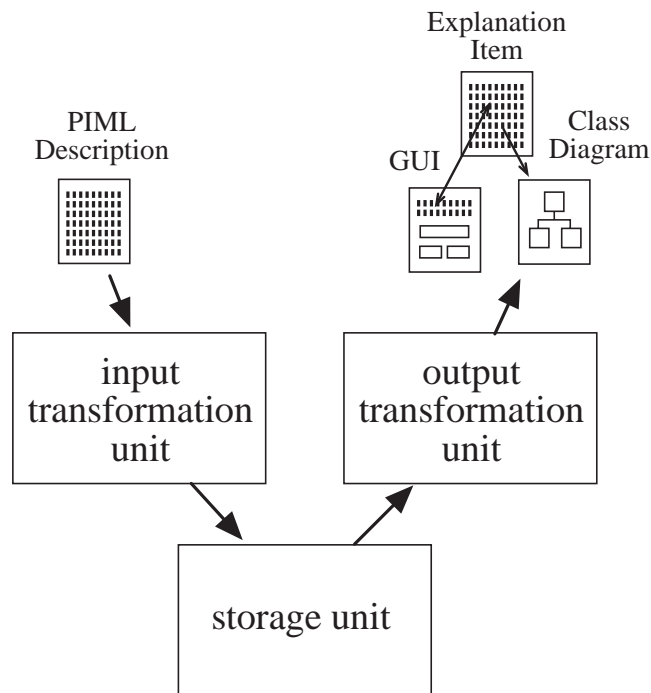 Explanation
Item
PIML
Description
GUI
Class
Diagram
input
transformation
unit
output
transformation
unit
storage unit